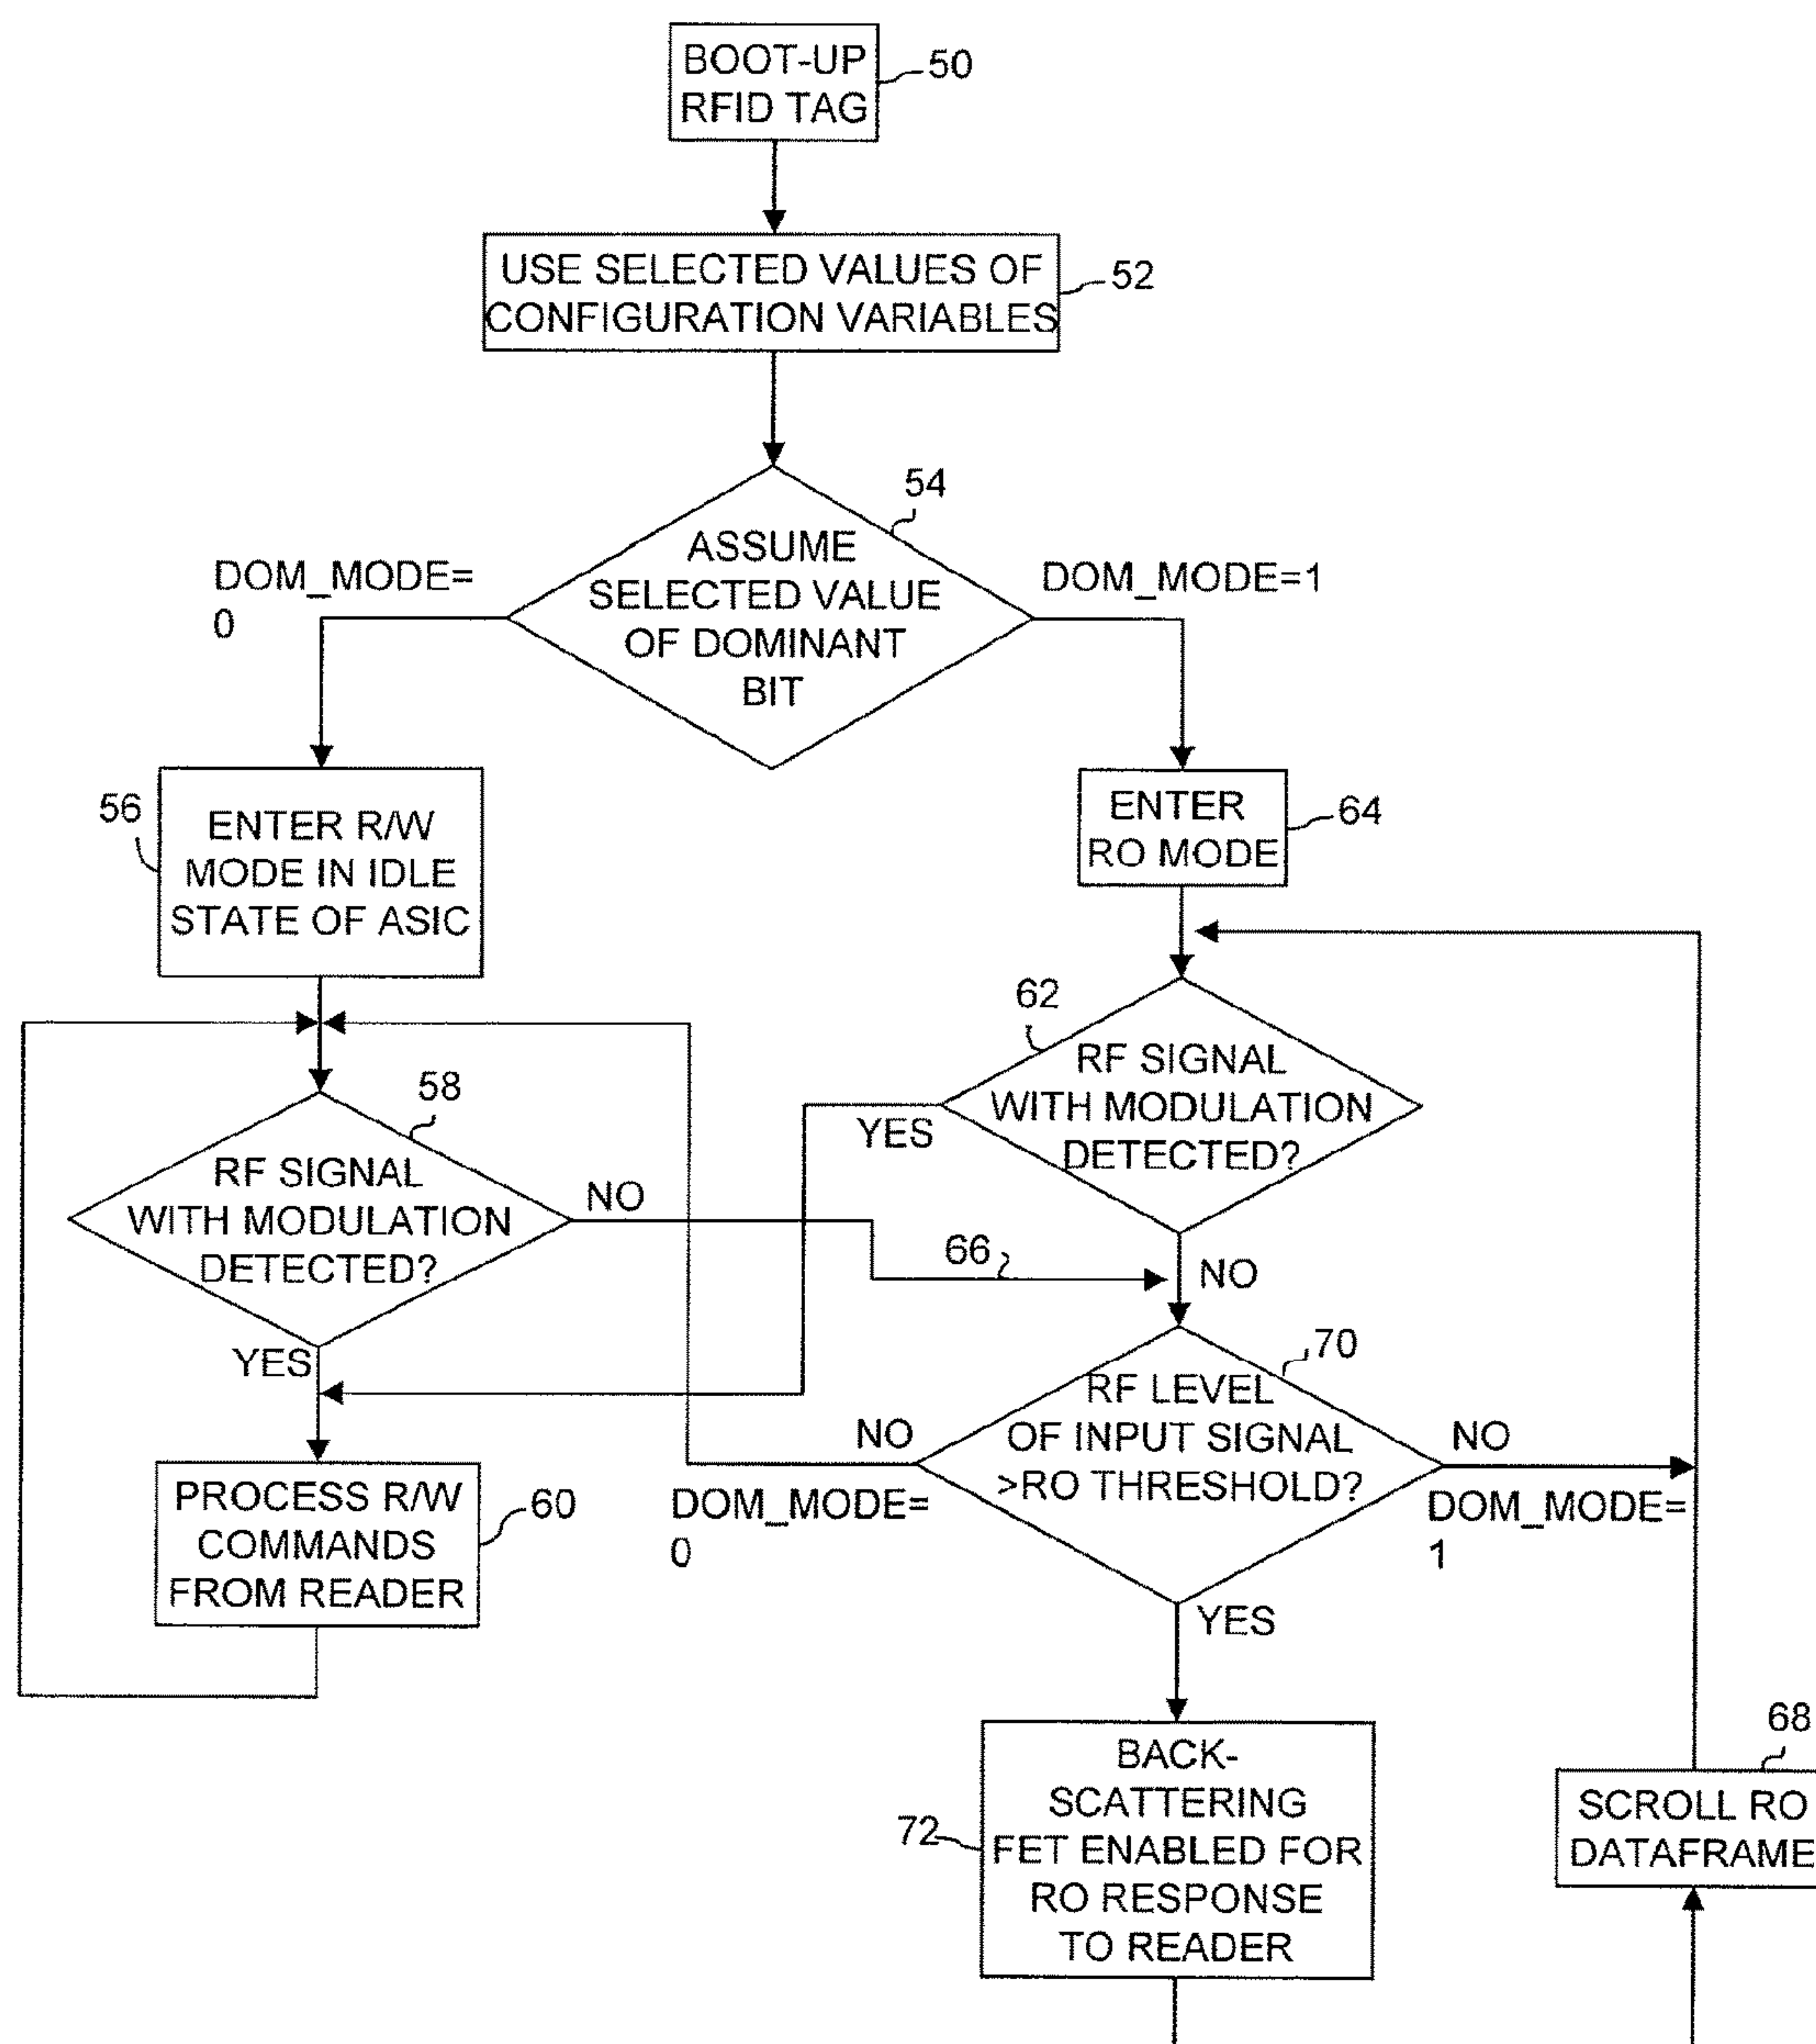 BOOT-UP
RFID TAG
50
USE SELECTED VALUES OF
CONFIGURATION VARIABLES
52
54
ASSUME
SELECTED VALUE
OF DOMINANT
BIT
DOM_MODE=
0
DOM_MODE=1
56
ENTER R/W
MODE IN IDLE
STATE OF ASIC
ENTER
RO MODE
64
62
RF SIGNAL
WITH MODULATION
DETECTED?
YES
NO
58
RF SIGNAL
WITH MODULATION
DETECTED?
NO
YES
66
70
RF LEVEL
OF INPUT SIGNAL
>RO THRESHOLD?
NO
DOM_MODE=
0
NO
DOM_MODE=
1
YES
PROCESS R/W
COMMANDS
FROM READER
60
72
BACK-
SCATTERING
FET ENABLED FOR
RO RESPONSE
TO READER
68
SCROLL RO
DATAFRAME